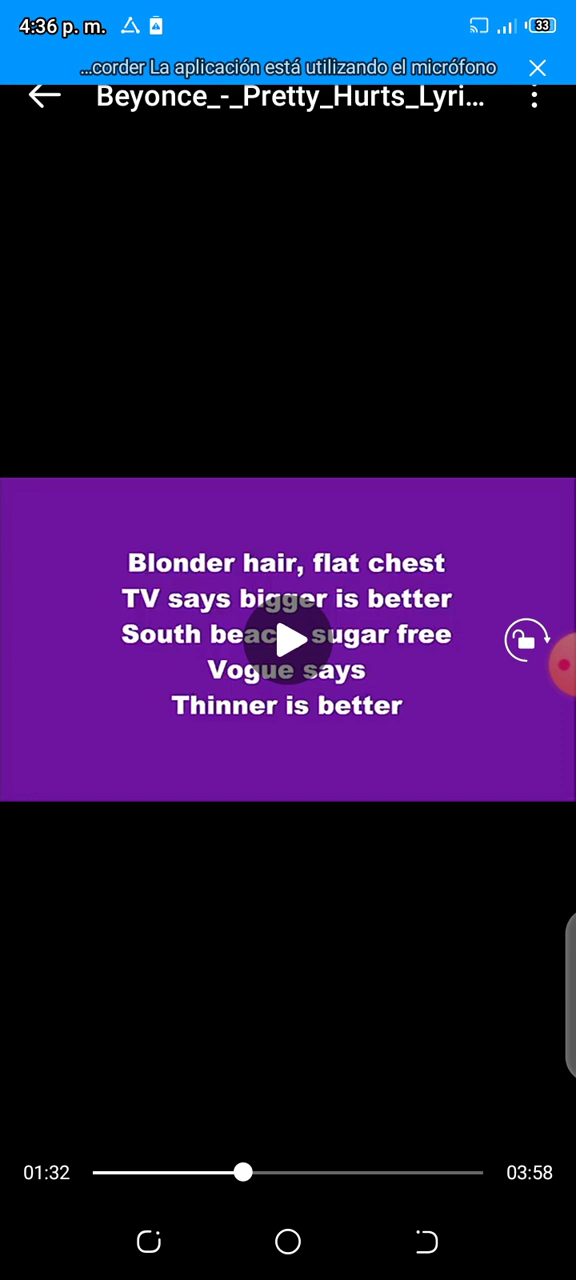 4:36 p. m.
33
...corder La aplicación está utilizando el micrófono
Beyonce_-_Pretty_Hurts_Lyri...
Blonder hair, flat chest
TV says bigger is better
South beach, sugar free
Vogue says
Thinner is better
01:32
03:58